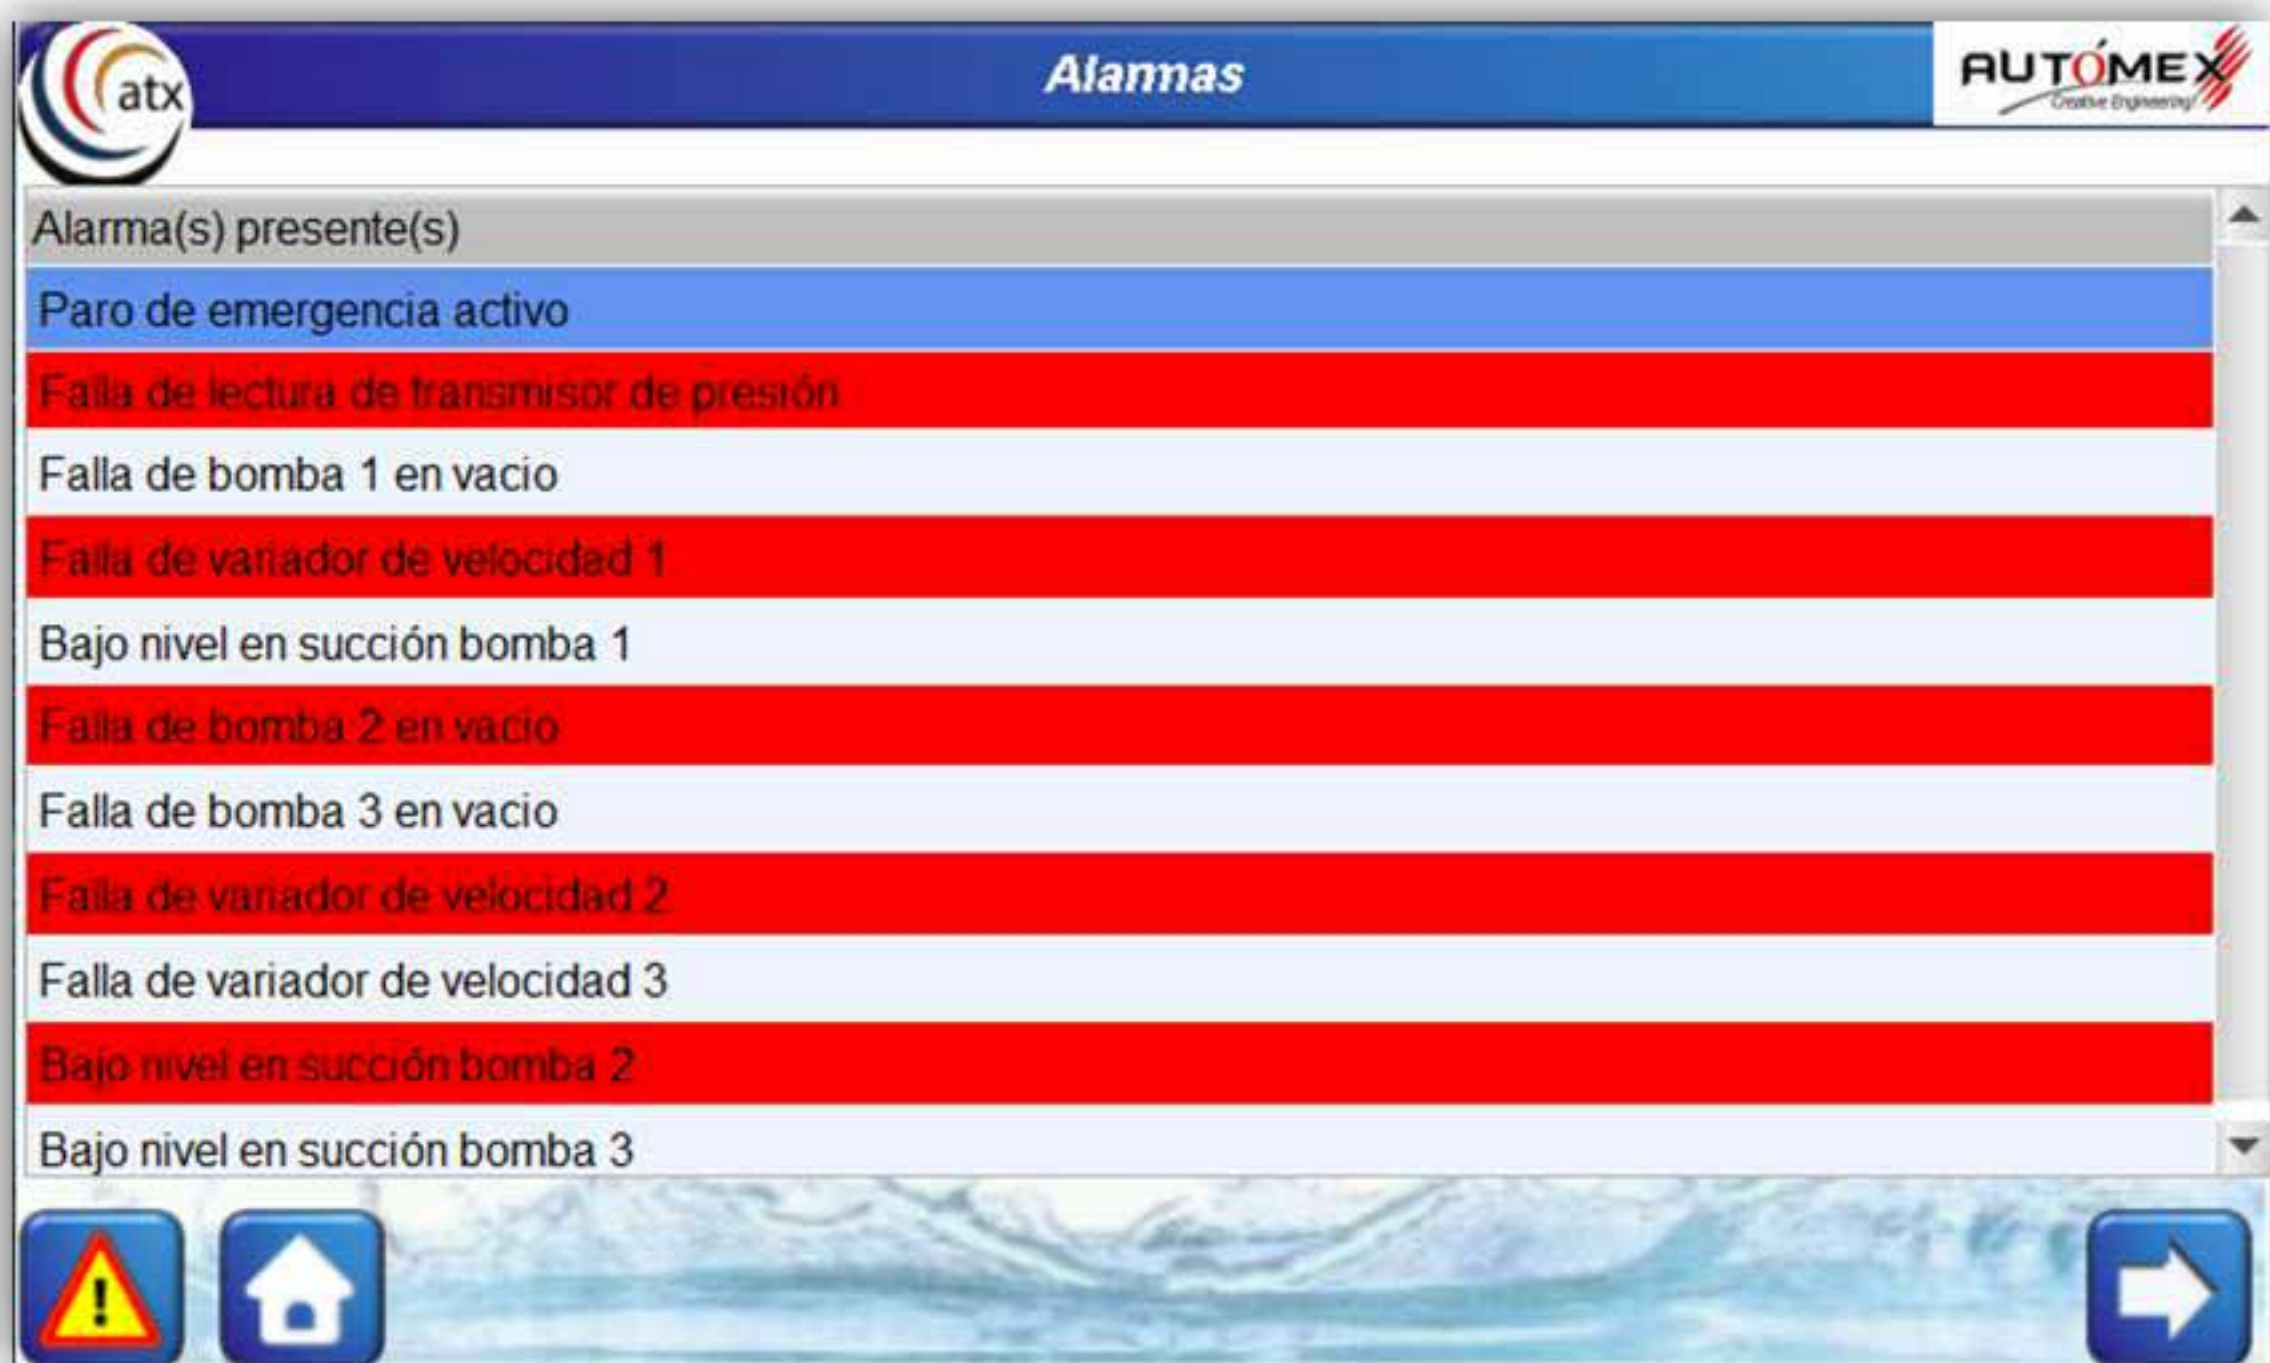 atx
Alarmas
AUTÓMEX
Creative Engineering!
Alarma(s) presente(s)
Paro de emergencia activo
Falla de lectura de transmisor de presión
Falla de bomba 1 en vacio
Falla de variador de velocidad 1
Bajo nivel en succión bomba 1
Falla de bomba 2 en vacio
Falla de bomba 3 en vacio
Falla de variador de velocidad 2
Falla de variador de velocidad 3
Bajo nivel en succión bomba 2
Bajo nivel en succión bomba 3